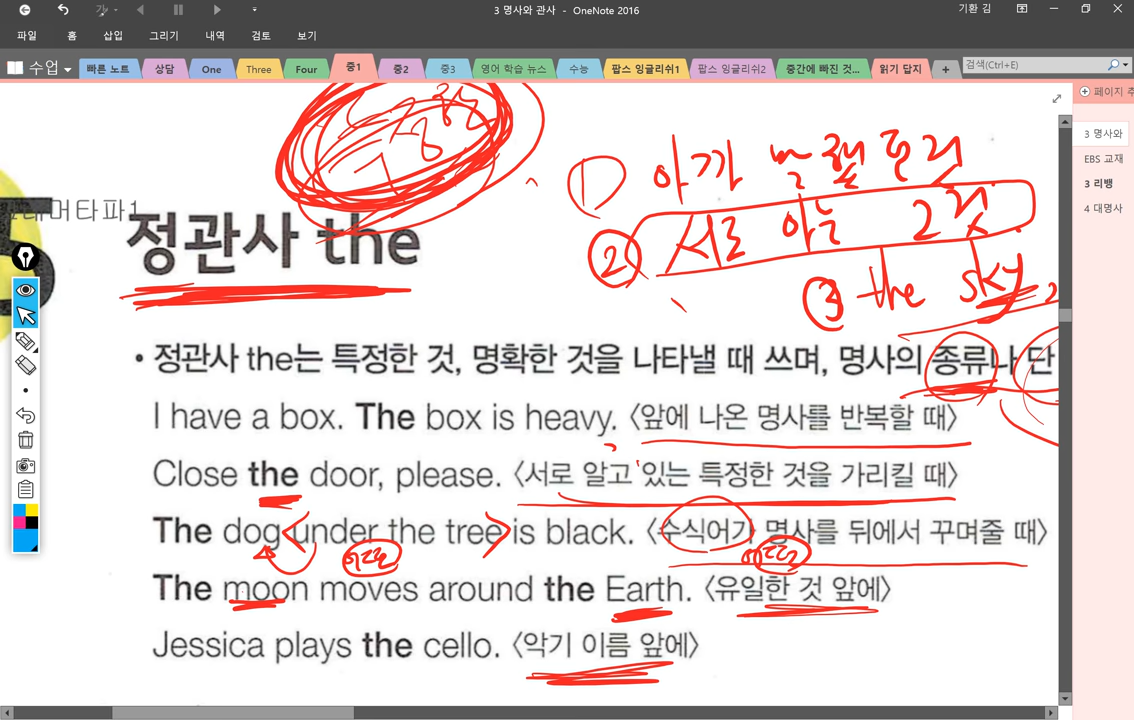 3 명사와 관사 - OneNote 2016
기환 김
파일 홈 삽입 그리기 내역 검토 보기
수업 빠른 노트 상담 One Three Four 중1 중2 중3 영어 학습 뉴스 수능 팝스 잉글리쉬1 팝스 잉글리쉬2 중간에 빠진 것... 읽기 답지 + 검색(Ctrl+E)
페이지 추
3 명사와
EBS 교재
3 리뱅
4 대명사
① 아까 말했던 그것
② 서로 아는 그것
③ the sky
정관사 the
• 정관사 the는 특정한 것, 명확한 것을 나타낼 때 쓰며, 명사의 종류나 단
I have a box. The box is heavy. 〈앞에 나온 명사를 반복할 때〉
Close the door, please. 〈서로 알고 있는 특정한 것을 가리킬 때〉
The dog under the tree is black. 〈수식어가 명사를 뒤에서 꾸며줄 때〉
The moon moves around the Earth. 〈유일한 것 앞에〉
Jessica plays the cello. 〈악기 이름 앞에〉